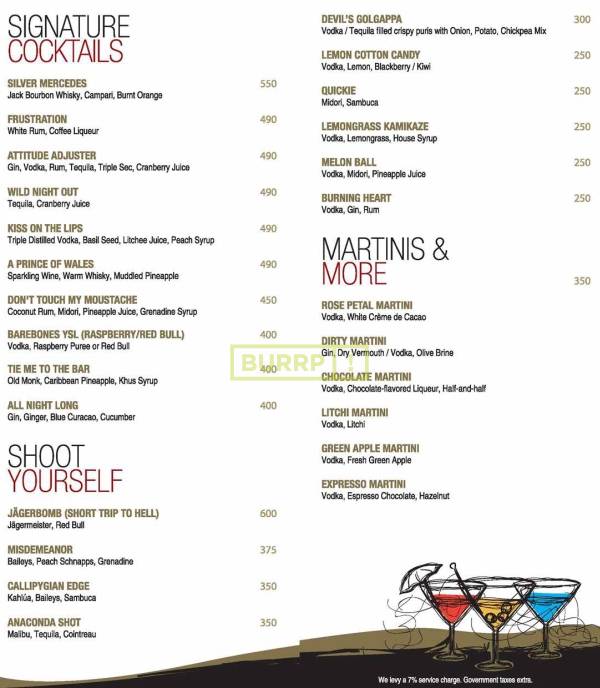 SIGNATURE
COCKTAILS
SILVER MERCEDES 550
Jack Bourbon Whisky, Campari, Burnt Orange
FRUSTRATION 490
White Rum, Coffee Liqueur
ATTITUDE ADJUSTER 490
Gin, Vodka, Rum, Tequila, Triple Sec, Cranberry Juice
WILD NIGHT OUT 490
Tequila, Cranberry Juice
KISS ON THE LIPS 490
Triple Distilled Vodka, Basil Seed, Litchee Juice, Peach Syrup
A PRINCE OF WALES 490
Sparkling Wine, Warm Whisky, Muddled Pineapple
DON'T TOUCH MY MOUSTACHE 450
Coconut Rum, Midori, Pineapple Juice, Grenadine Syrup
BAREBONES YSL (RASPBERRY/RED BULL) 400
Vodka, Raspberry Puree or Red Bull
TIE ME TO THE BAR 400
Old Monk, Caribbean Pineapple, Khus Syrup
ALL NIGHT LONG 400
Gin, Ginger, Blue Curacao, Cucumber
SHOOT
YOURSELF
JÄGERBOMB (SHORT TRIP TO HELL) 600
Jägermeister, Red Bull
MISDEMEANOR 375
Baileys, Peach Schnapps, Grenadine
CALLIPYGIAN EDGE 350
Kahlúa, Baileys, Sambuca
ANACONDA SHOT 350
Malibu, Tequila, Cointreau
DEVIL'S GOLGAPPA 300
Vodka / Tequila filled crispy puris with Onion, Potato, Chickpea Mix
LEMON COTTON CANDY 250
Vodka, Lemon, Blackberry / Kiwi
QUICKIE 250
Midori, Sambuca
LEMONGRASS KAMIKAZE 250
Vodka, Lemongrass, House Syrup
MELON BALL 250
Vodka, Midori, Pineapple Juice
BURNING HEART 250
Vodka, Gin, Rum
MARTINIS &
MORE 350
ROSE PETAL MARTINI
Vodka, White Crème de Cacao
DIRTY MARTINI
Gin, Dry Vermouth / Vodka, Olive Brine
CHOCOLATE MARTINI
Vodka, Chocolate-flavored Liqueur, Half-and-half
LITCHI MARTINI
Vodka, Litchi
GREEN APPLE MARTINI
Vodka, Fresh Green Apple
EXPRESSO MARTINI
Vodka, Espresso Chocolate, Hazelnut
BURRP!
We levy a 7% service charge. Government taxes extra.